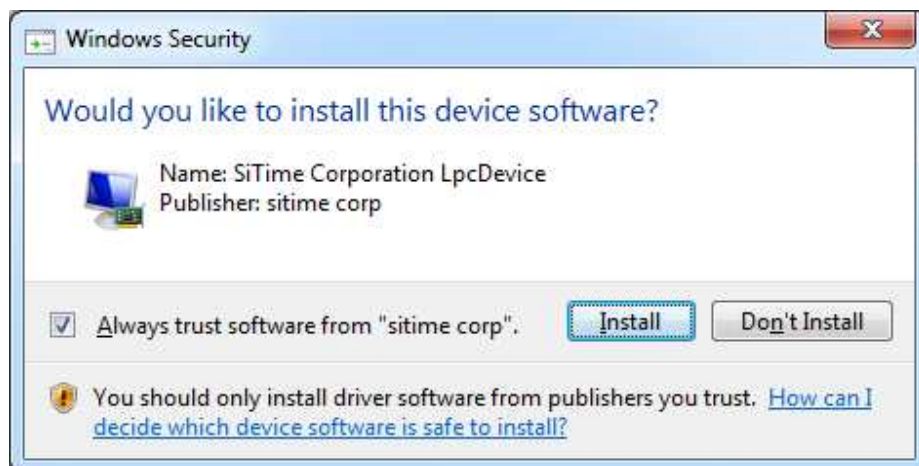 Windows Security
Would you like to install this device software?
Name: SiTime Corporation LpcDevice
Publisher: sitime corp
Always trust software from "sitime corp".
Install
Don't Install
You should only install driver software from publishers you trust. How can I
decide which device software is safe to install?